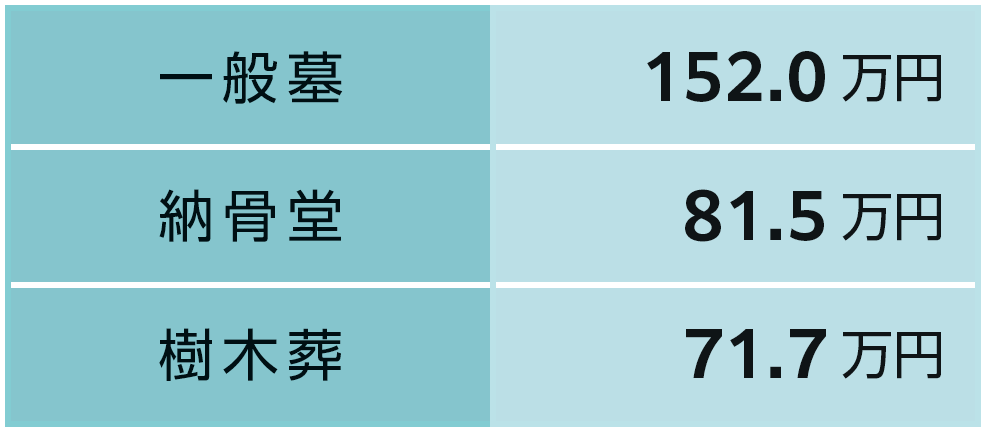 一般墓 152.0 万円
納骨堂 81.5 万円
樹木葬 71.7 万円